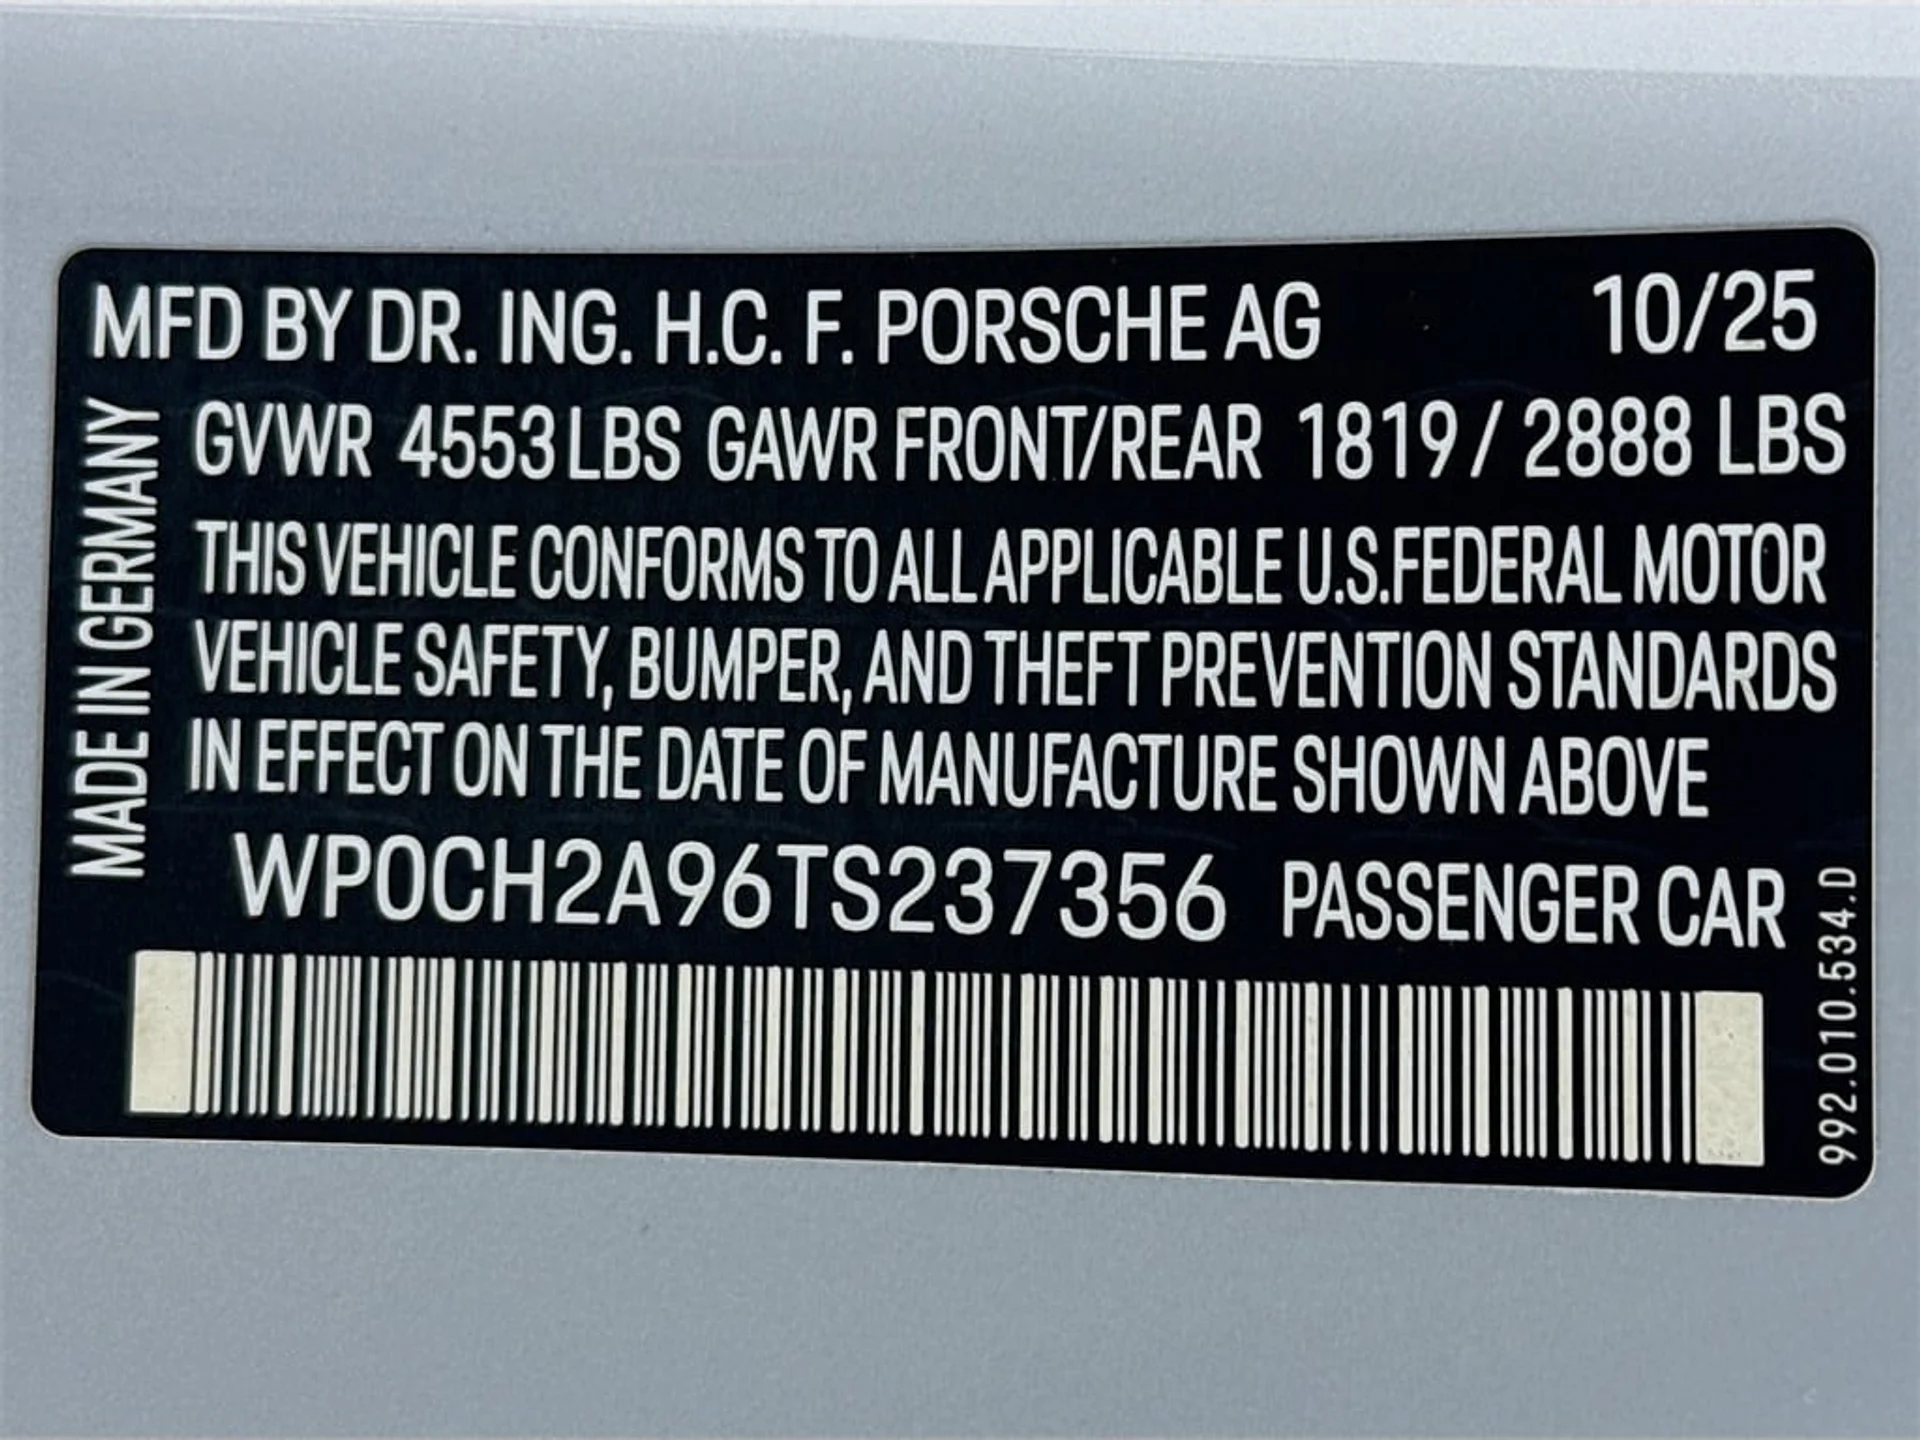 MFD BY DR. ING. H.C. F. PORSCHE AG 10/25
GVWR 4553 LBS GAWR FRONT/REAR 1819 / 2888 LBS
THIS VEHICLE CONFORMS TO ALL APPLICABLE U.S.FEDERAL MOTOR
VEHICLE SAFETY, BUMPER, AND THEFT PREVENTION STANDARDS
IN EFFECT ON THE DATE OF MANUFACTURE SHOWN ABOVE
WP0CH2A96TS237356 PASSENGER CAR
MADE IN GERMANY
992.010.534.D